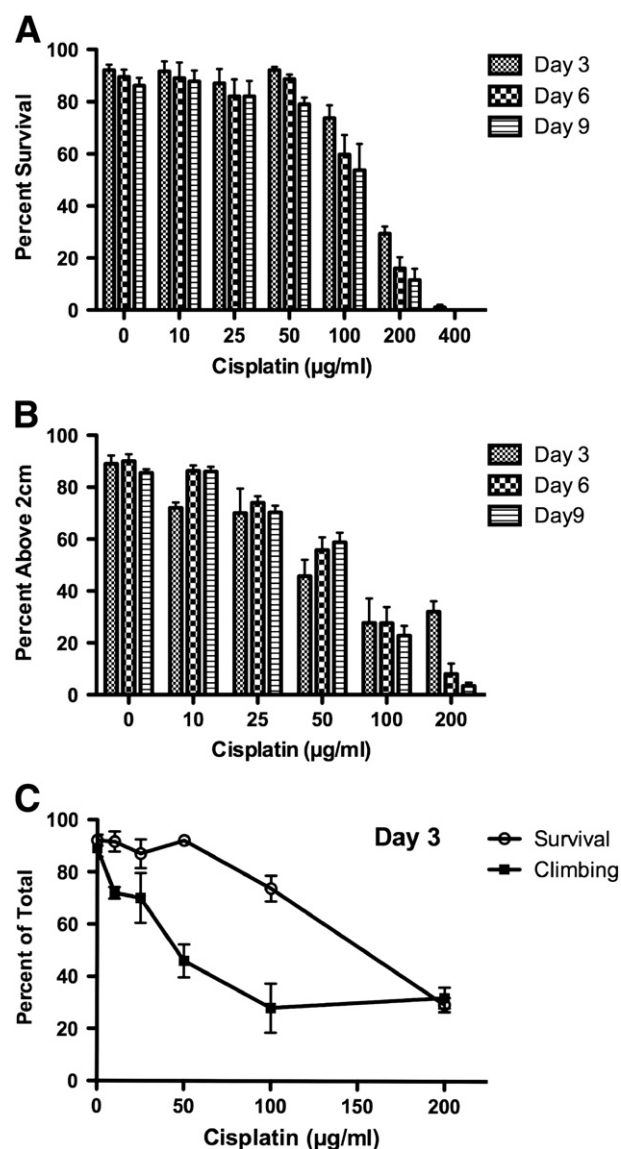 A
100
80
60
40
20
0
Percent Survival
0 10 25 50 100 200 400
Cisplatin (µg/ml)
Day 3
Day 6
Day 9
B
100
80
60
40
20
0
Percent Above 2cm
0 10 25 50 100 200
Cisplatin (µg/ml)
Day 3
Day 6
Day9
C
100
80
60
40
20
0
Percent of Total
0 50 100 150 200
Cisplatin (µg/ml)
Day 3
Survival
Climbing